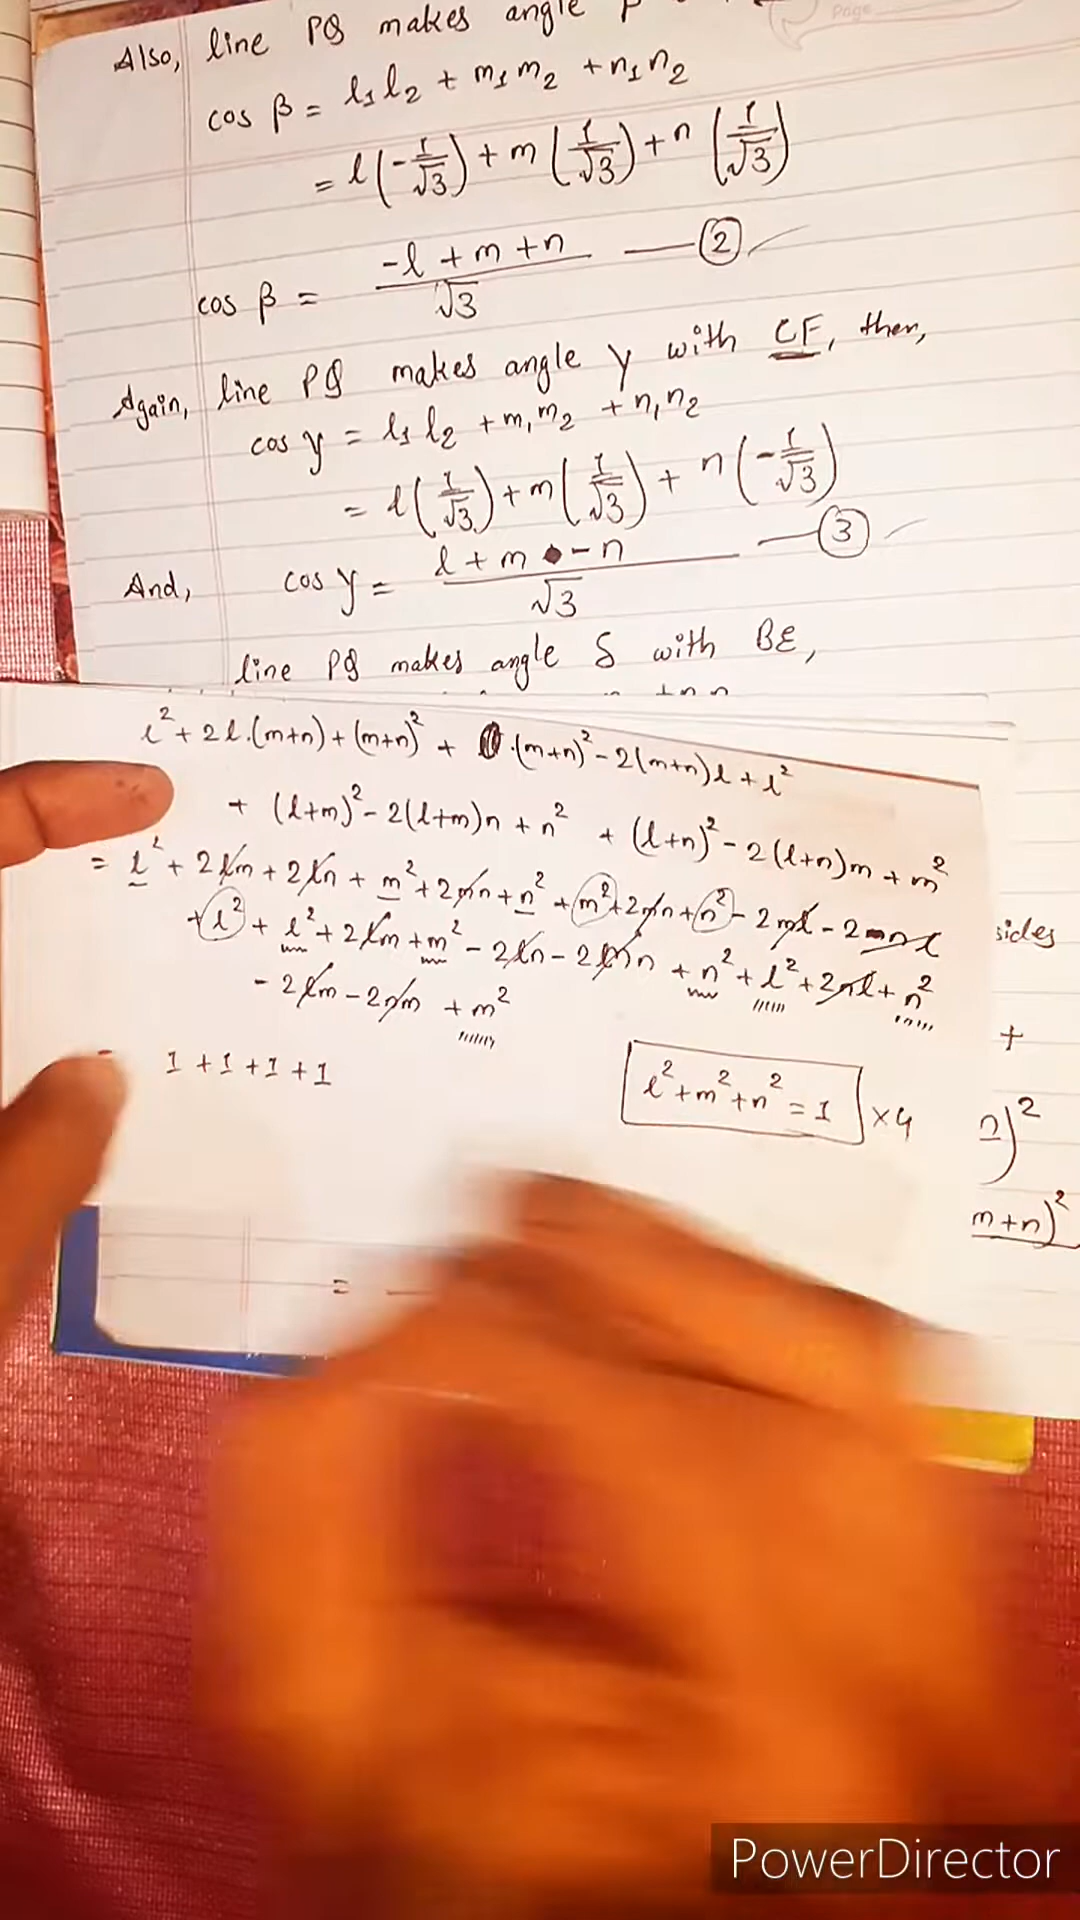 Page
Also, line PQ makes angle β
cos β = l₁l₂ + m₁m₂ + n₁n₂
= l(-1/√3) + m(1/√3) + n(1/√3)
cos β = (-l + m + n)/√3 — ②
Again, line PQ makes angle γ with CF, then,
cos γ = l₁l₂ + m₁m₂ + n₁n₂
= l(1/√3) + m(1/√3) + n(-1/√3)
And, cos γ = (l + m - n)/√3 — ③
line PQ makes angle δ with BE,
l² + 2l.(m+n) + (m+n)² + (m+n)² - 2(m+n)l + l²
+ (l+m)² - 2(l+m)n + n² + (l+n)² - 2(l+n)m + m²
= l² + 2lm + 2ln + m² + 2mn + n² + m² + 2mn + n² - 2ml - 2nl
+ l² + l² + 2lm + m² - 2ln - 2mn + n² + l² + 2nl + n²
- 2lm - 2nm + m²
= 1 + 1 + 1 + 1
l² + m² + n² = 1 × 4
sides
+
n)²
m+n)²
=
PowerDirector